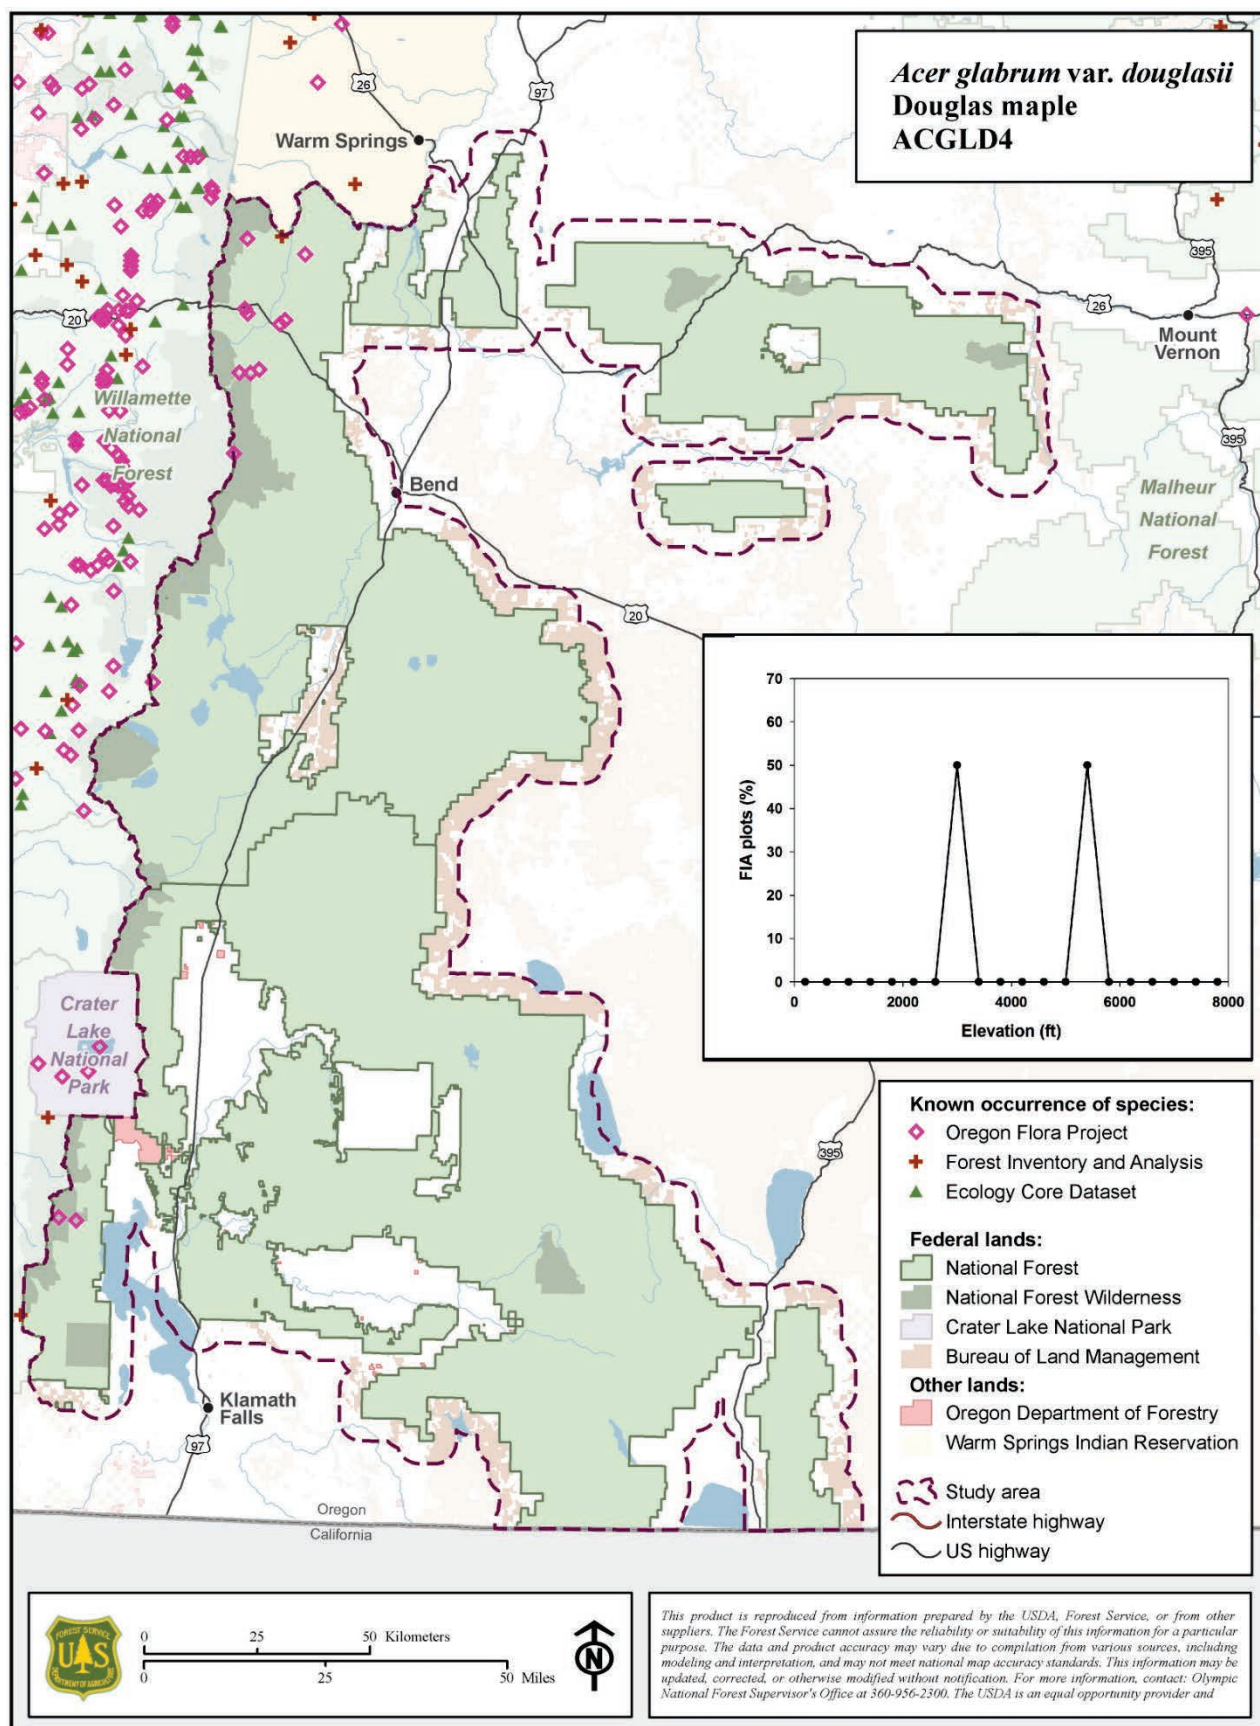 Acer glabrum var. douglasii
Douglas maple
ACGLD4
26
97
Warm Springs
395
20
26
Mount
Vernon
Willamette
National
Forest
395
Bend
Malheur
National
Forest
20
70
60
50
40
30
20
10
0
FIA plots (%)
0 2000 4000 6000 8000
Elevation (ft)
Crater
Lake
National
Park
395
Known occurrence of species:
Oregon Flora Project
Forest Inventory and Analysis
Ecology Core Dataset
Federal lands:
National Forest
National Forest Wilderness
Crater Lake National Park
Bureau of Land Management
Other lands:
Oregon Department of Forestry
Warm Springs Indian Reservation
Study area
Interstate highway
US highway
Klamath
Falls
97
Oregon
California
FOREST SERVICE
US
DEPARTMENT OF AGRICULTURE
0 25 50 Kilometers
0 25 50 Miles
N
This product is reproduced from information prepared by the USDA, Forest Service, or from other
suppliers. The Forest Service cannot assure the reliability or suitability of this information for a particular
purpose. The data and product accuracy may vary due to compilation from various sources, including
modeling and interpretation, and may not meet national map accuracy standards. This information may be
updated, corrected, or otherwise modified without notification. For more information, contact: Olympic
National Forest Supervisor's Office at 360-956-2300. The USDA is an equal opportunity provider and